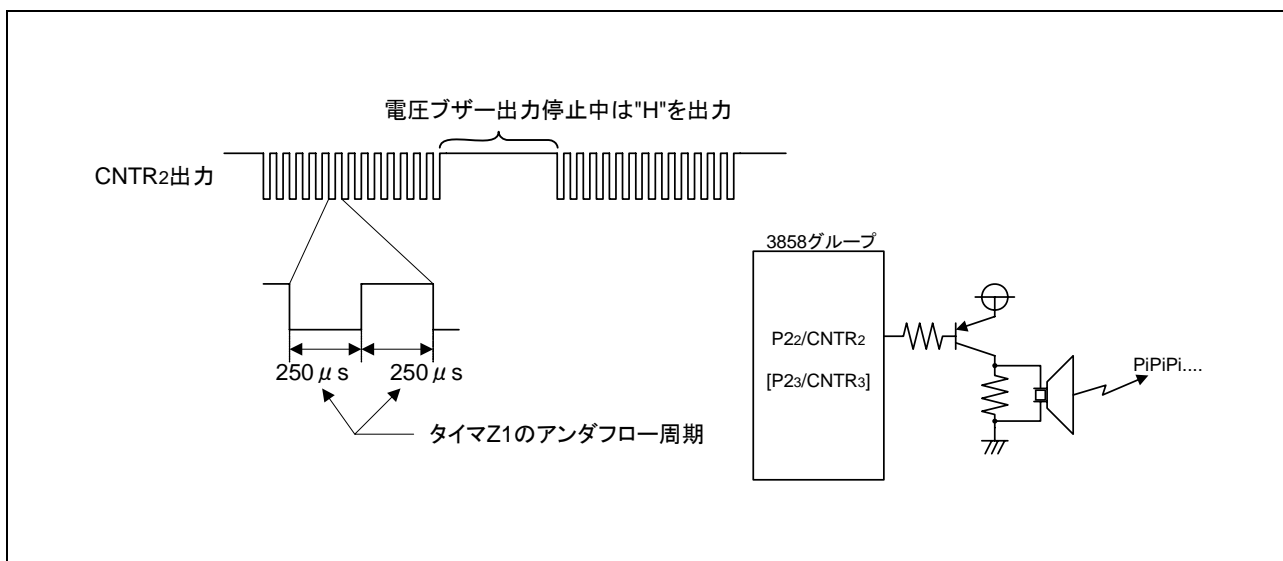 電圧ブザー出力停止中は"H"を出力
CNTR2出力
250μs 250μs
タイマZ1のアンダフロー周期
3858グループ
P22/CNTR2
[P23/CNTR3]
PiPiPi....